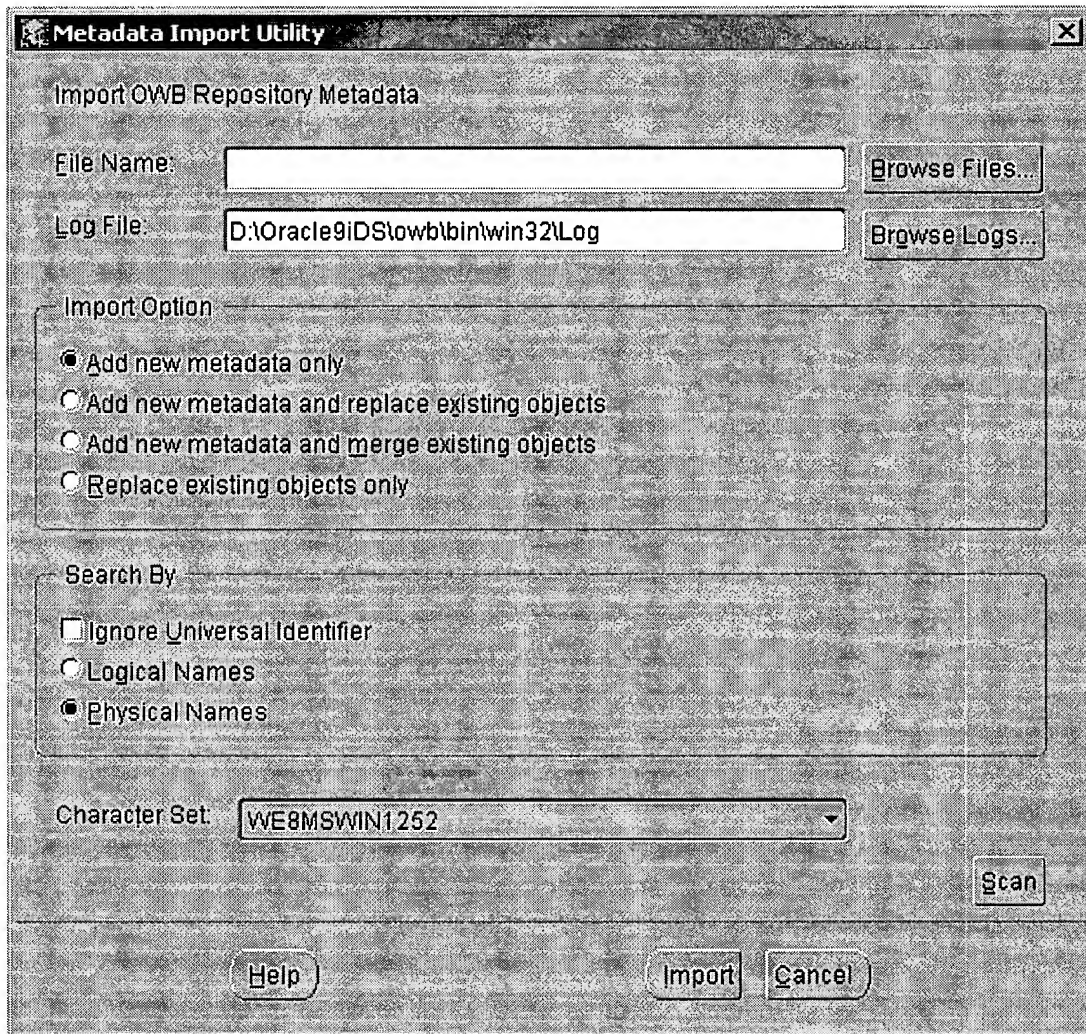 Metadata Import Utility
Import OWB Repository Metadata
File Name:
Browse Files...
Log File:
D:\Oracle9iDS\owb\bin\win32\Log
Browse Logs...
Import Option
Add new metadata only
Add new metadata and replace existing objects
Add new metadata and merge existing objects
Replace existing objects only
Search By
Ignore Universal Identifier
Logical Names
Physical Names
Character Set:
WE8MSWIN1252
Scan
Help
Import
Cancel